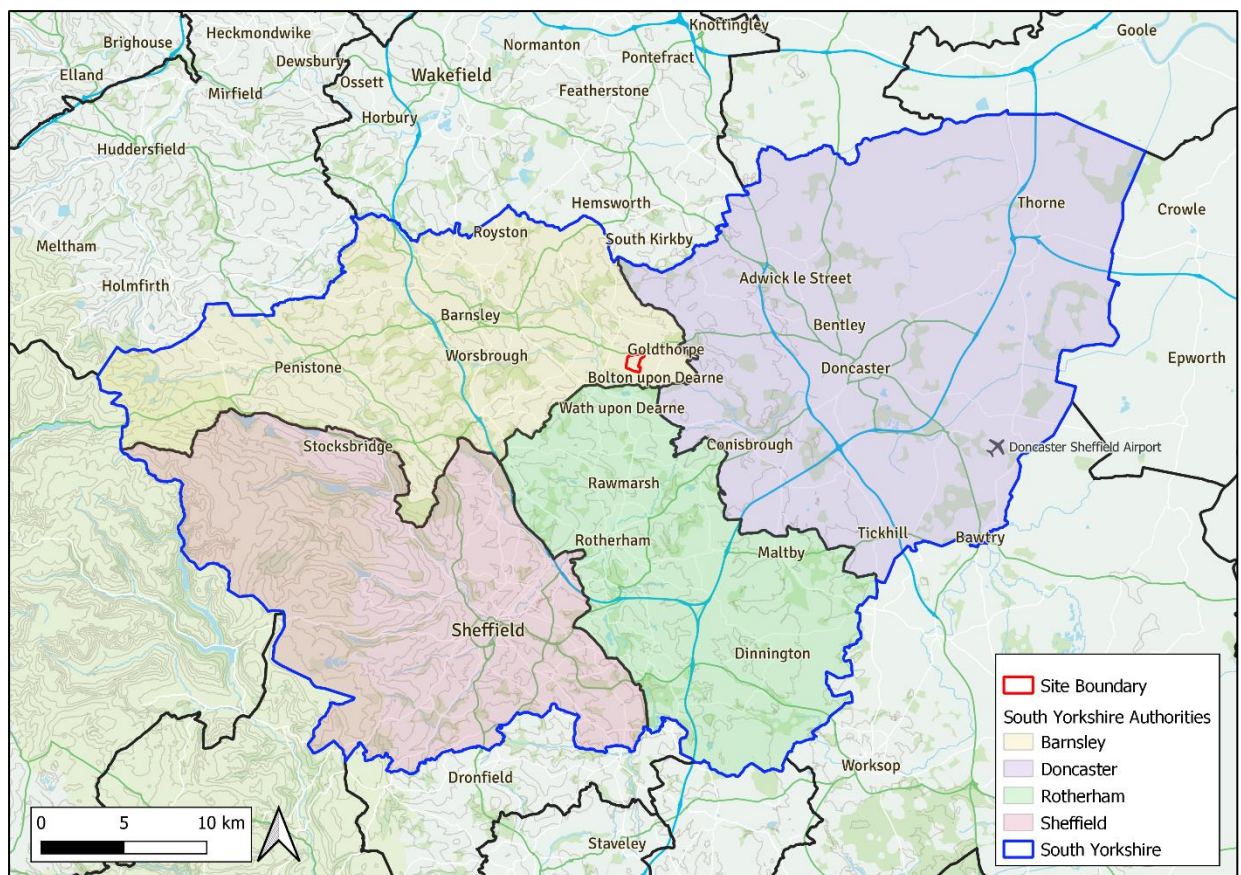 Knottingley
Goole
Heckmondwike
Brighouse
Normanton
Pontefract
Dewsbury
Elland
Ossett
Wakefield
Mirfield
Featherstone
Horbury
Huddersfield
Hemsworth
Thorne
Crowle
Royston
South Kirkby
Meltham
Holmfirth
Adwick le Street
Barnsley
Bentley
Goldthorpe
Worsbrough
Epworth
Penistone
Doncaster
Bolton upon Dearne
Wath upon Dearne
Stocksbridge
Conisbrough
Doncaster Sheffield Airport
Rawmarsh
Rotherham
Tickhill
Bawtry
Maltby
Sheffield
Dinnington
Dronfield
Worksop
Staveley
Site Boundary
South Yorkshire Authorities
Barnsley
Doncaster
Rotherham
Sheffield
South Yorkshire
0 5 10 km